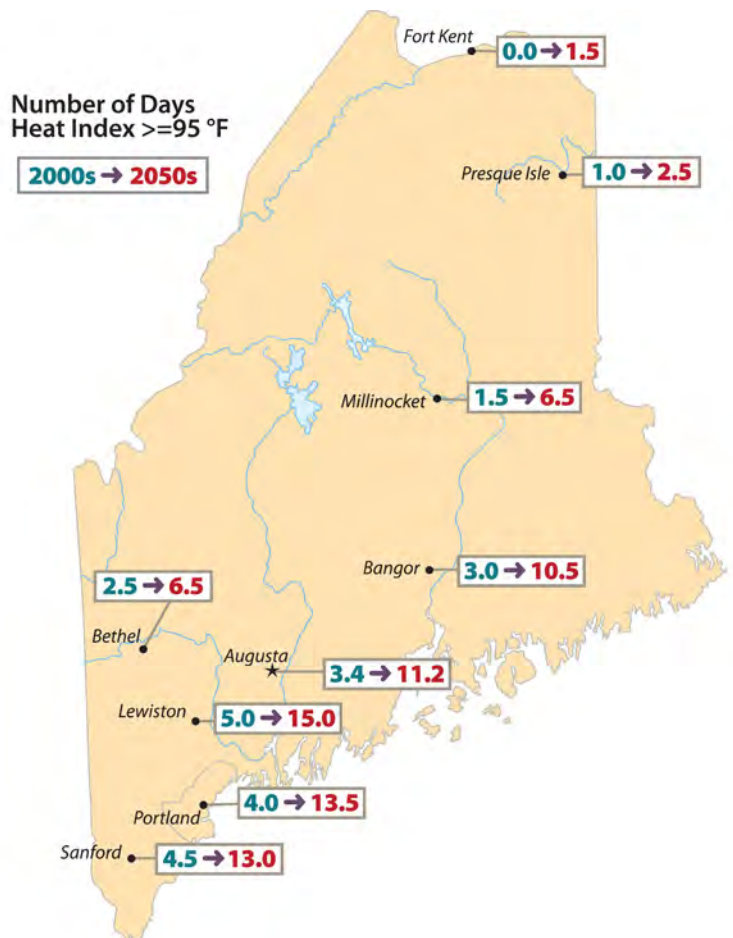 Fort Kent
0.0 → 1.5
Number of Days
Heat Index >=95 °F
2000s → 2050s
Presque Isle
1.0 → 2.5
Millinocket
1.5 → 6.5
Bangor
3.0 → 10.5
2.5 → 6.5
Bethel
Augusta
3.4 → 11.2
Lewiston
5.0 → 15.0
Portland
4.0 → 13.5
Sanford
4.5 → 13.0